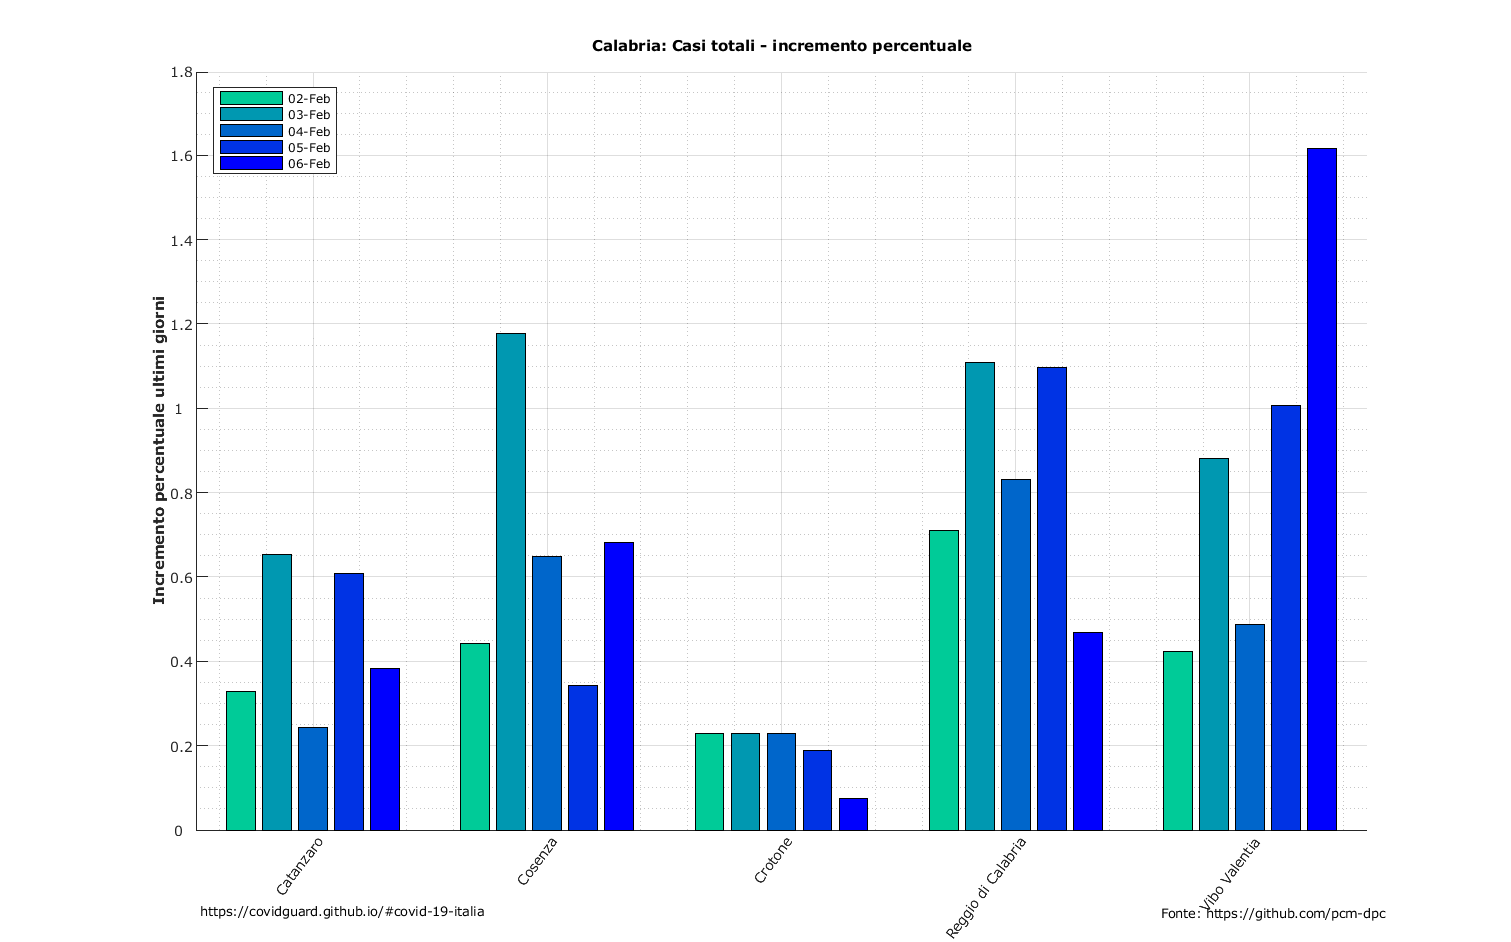 Calabria: Casi totali - incremento percentuale
Incremento percentuale ultimi giorni
1.8
1.6
1.4
1.2
1
0.8
0.6
0.4
0.2
0
02-Feb
03-Feb
04-Feb
05-Feb
06-Feb
Catanzaro
Cosenza
Crotone
Reggio di Calabria
Vibo Valentia
https://covidguard.github.io/#covid-19-italia
Fonte: https://github.com/pcm-dpc